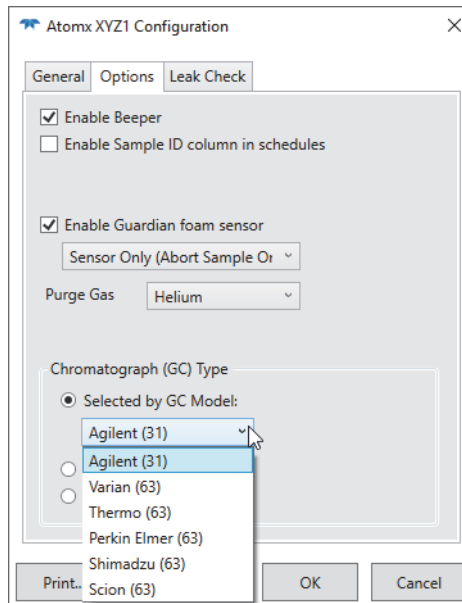 Atomx XYZ1 Configuration
General Options Leak Check
Enable Beeper
Enable Sample ID column in schedules
Enable Guardian foam sensor
Sensor Only (Abort Sample Or
Purge Gas Helium
Chromatograph (GC) Type
Selected by GC Model:
Agilent (31)
Agilent (31)
Varian (63)
Thermo (63)
Perkin Elmer (63)
Shimadzu (63)
Scion (63)
Print.. OK Cancel